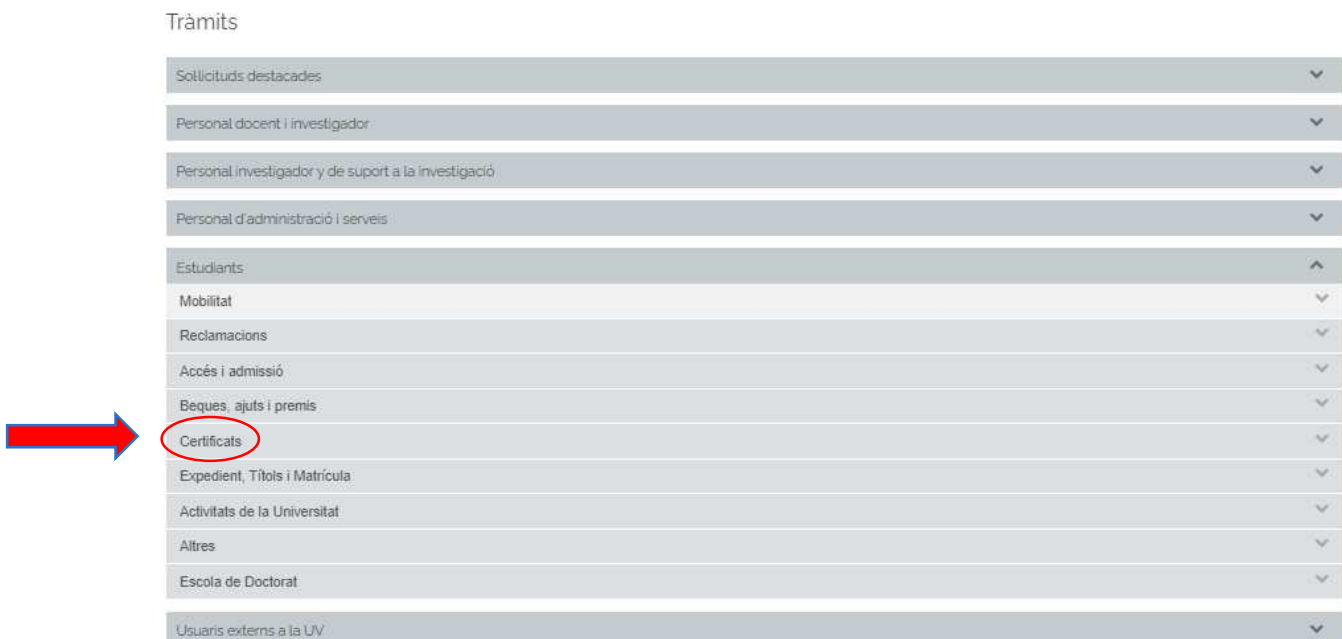 Tràmits
Sol·licituds destacades
Personal docent i investigador
Personal investigador y de suport a la investigació
Personal d'administració i serveis
Estudiants
Mobilitat
Reclamacions
Accés i admissió
Beques, ajuts i premis
Certificats
Expedient, Títols i Matrícula
Activitats de la Universitat
Altres
Escola de Doctorat
Usuaris externs a la UV